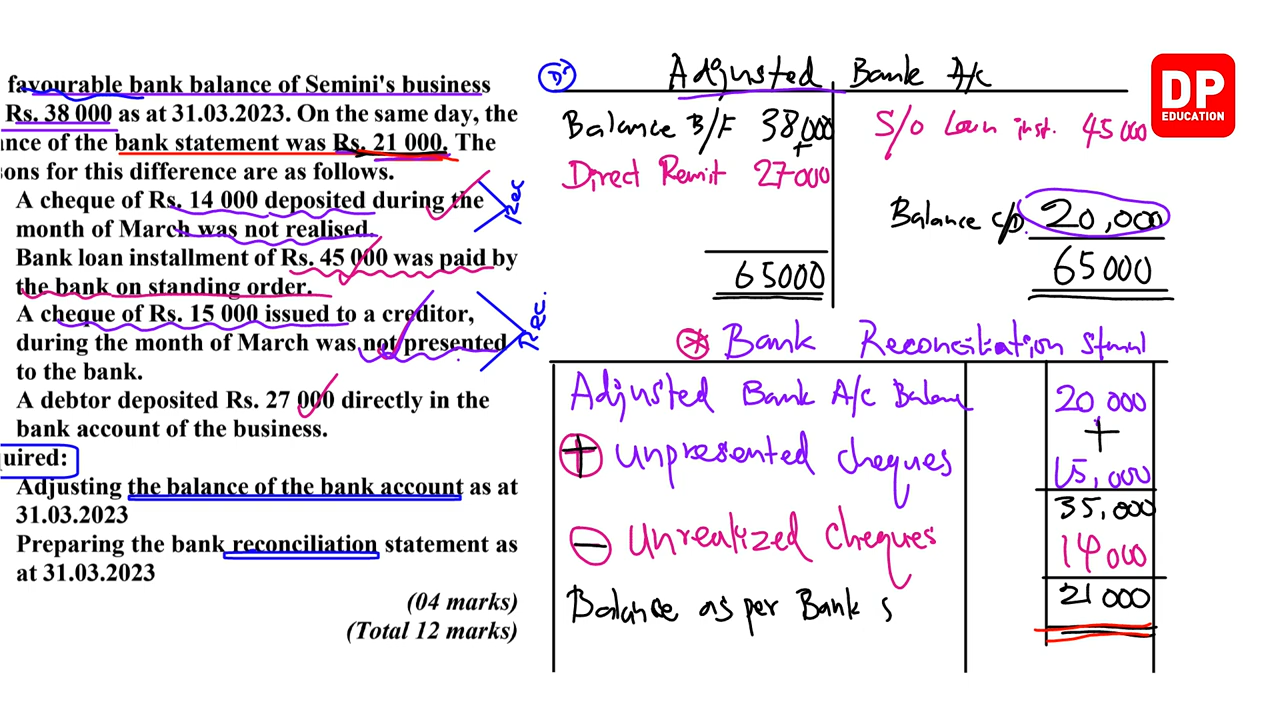 favourable bank balance of Semini's business
Rs. 38 000 as at 31.03.2023. On the same day, the
nce of the bank statement was Rs. 21 000. The
ons for this difference are as follows.
A cheque of Rs. 14 000 deposited during the
month of March was not realised.
Bank loan installment of Rs. 45 000 was paid by
the bank on standing order.
A cheque of Rs. 15 000 issued to a creditor,
during the month of March was not presented
to the bank.
A debtor deposited Rs. 27 000 directly in the
bank account of the business.
quired:
Adjusting the balance of the bank account as at
31.03.2023
Preparing the bank reconciliation statement as
at 31.03.2023
(04 marks)
(Total 12 marks)
Rec
Rec.
Adjusted Bank A/C
Balance B/F 38000 S/O Loan inst. 45000
+
Direct Remit 27000
Balance c/D. 20,000
65000 65000
Bank Reconciliation
Adjusted Bank A/C 20,000
+
+ Unpresented cheques 15,000
35,000
- Unrealized cheques 14000
Balance as per Bank s 21000
DP
EDUCATION